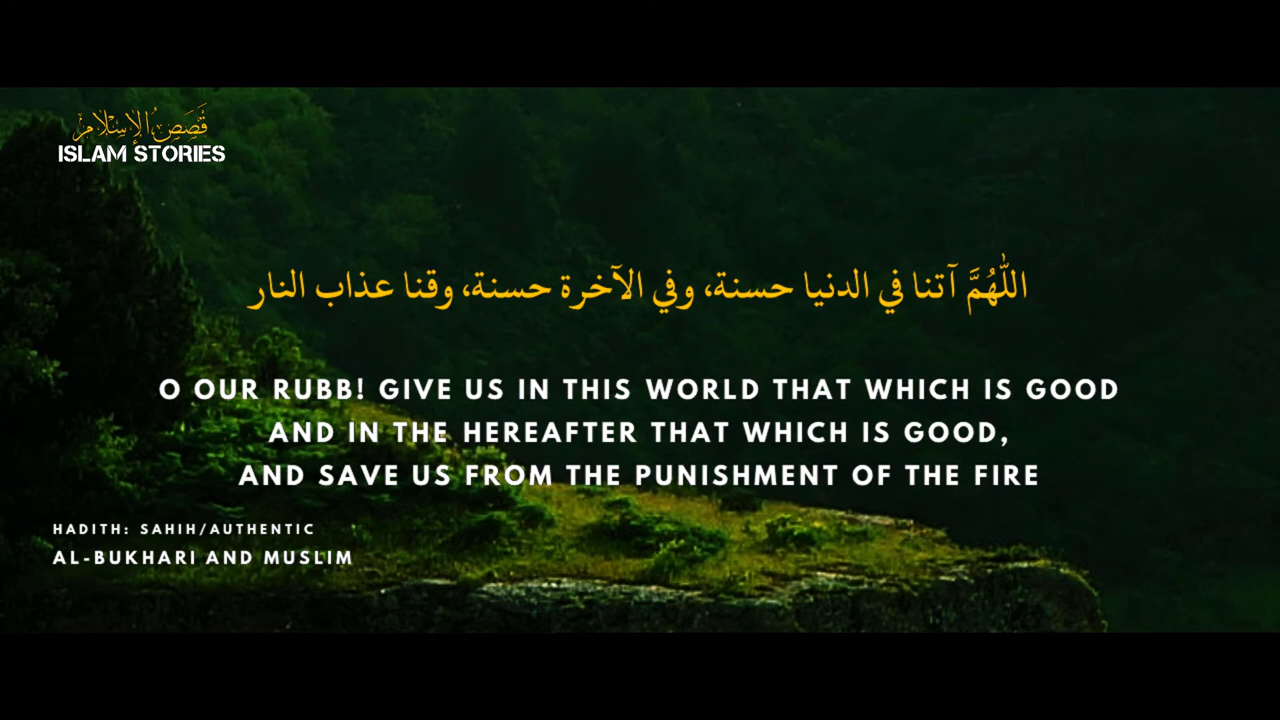 قَصَصُ الإِسْلَام
ISLAM STORIES
اللّٰهُمَّ آتنا في الدنيا حسنة، وفي الآخرة حسنة، وقنا عذاب النار
O OUR RUBB! GIVE US IN THIS WORLD THAT WHICH IS GOOD
AND IN THE HEREAFTER THAT WHICH IS GOOD,
AND SAVE US FROM THE PUNISHMENT OF THE FIRE
HADITH: SAHIH/AUTHENTIC
AL-BUKHARI AND MUSLIM